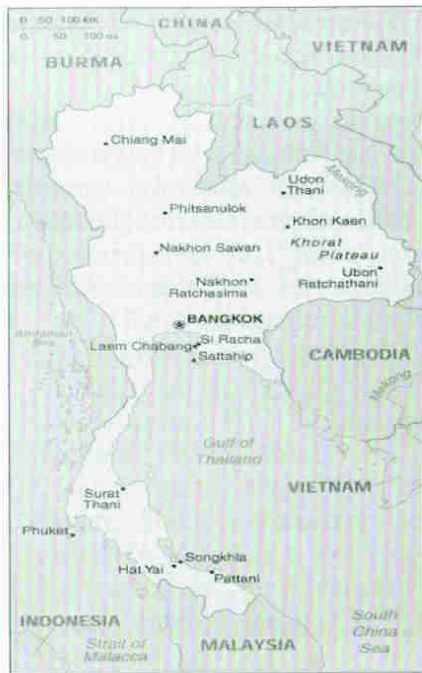 0 50 100 km
0 50 100 mi
CHINA
VIETNAM
BURMA
LAOS
Chiang Mai
Udon
Thani
Mekong
Phitsanulok
Khon Kaen
Nakhon Sawan
Khorat
Plateau
Nakhon
Ratchasima
Ubon
Ratchathani
BANGKOK
Andaman
Sea
Laem Chabang
Si Racha
Sattahip
CAMBODIA
Mekong
Gulf of
Thailand
VIETNAM
Surat
Thani
Phuket
Songkhla
Hat Yai
Pattani
INDONESIA
Strait of
Malacca
MALAYSIA
South
China
Sea